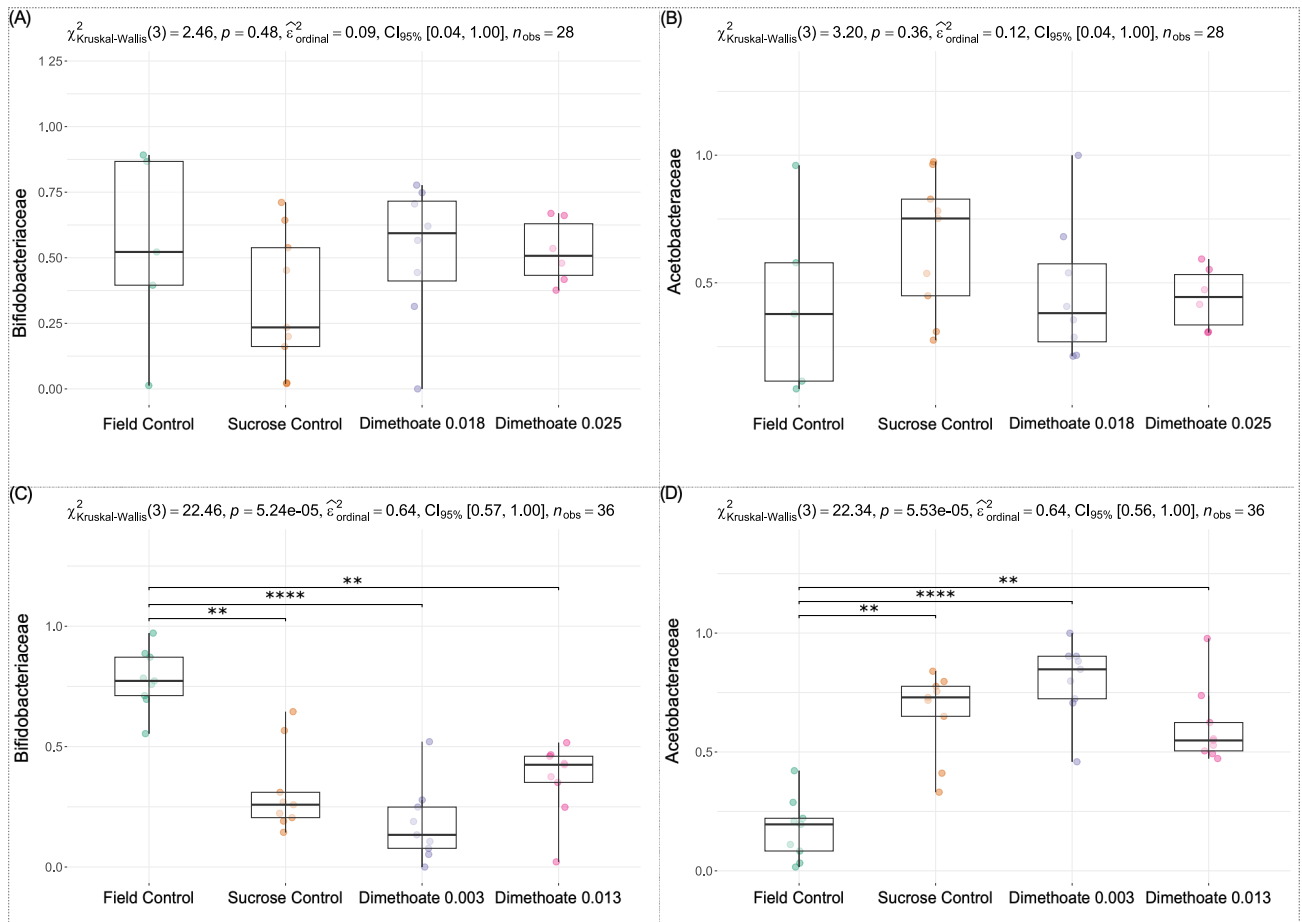 (A)
χ²Kruskal-Wallis(3) = 2.46, p = 0.48, ε̂²ordinal = 0.09, CI95% [0.04, 1.00], nobs = 28
1 25
1.00
0.75
0.50
0.25
0.00
Bifidobacteriaceae
Field Control Sucrose Control Dimethoate 0.018 Dimethoate 0.025
(B)
χ²Kruskal-Wallis(3) = 3.20, p = 0.36, ε̂²ordinal = 0.12, CI95% [0.04, 1.00], nobs = 28
1.0
0.5
Acetobacteraceae
Field Control Sucrose Control Dimethoate 0.018 Dimethoate 0.025
(C)
χ²Kruskal-Wallis(3) = 22.46, p = 5.24e-05, ε̂²ordinal = 0.64, CI95% [0.57, 1.00], nobs = 36
**
****
**
1.0
0.5
0.0
Bifidobacteriaceae
Field Control Sucrose Control Dimethoate 0.003 Dimethoate 0.013
(D)
χ²Kruskal-Wallis(3) = 22.34, p = 5.53e-05, ε̂²ordinal = 0.64, CI95% [0.56, 1.00], nobs = 36
**
****
**
1.0
0.5
0.0
Acetobacteraceae
Field Control Sucrose Control Dimethoate 0.003 Dimethoate 0.013